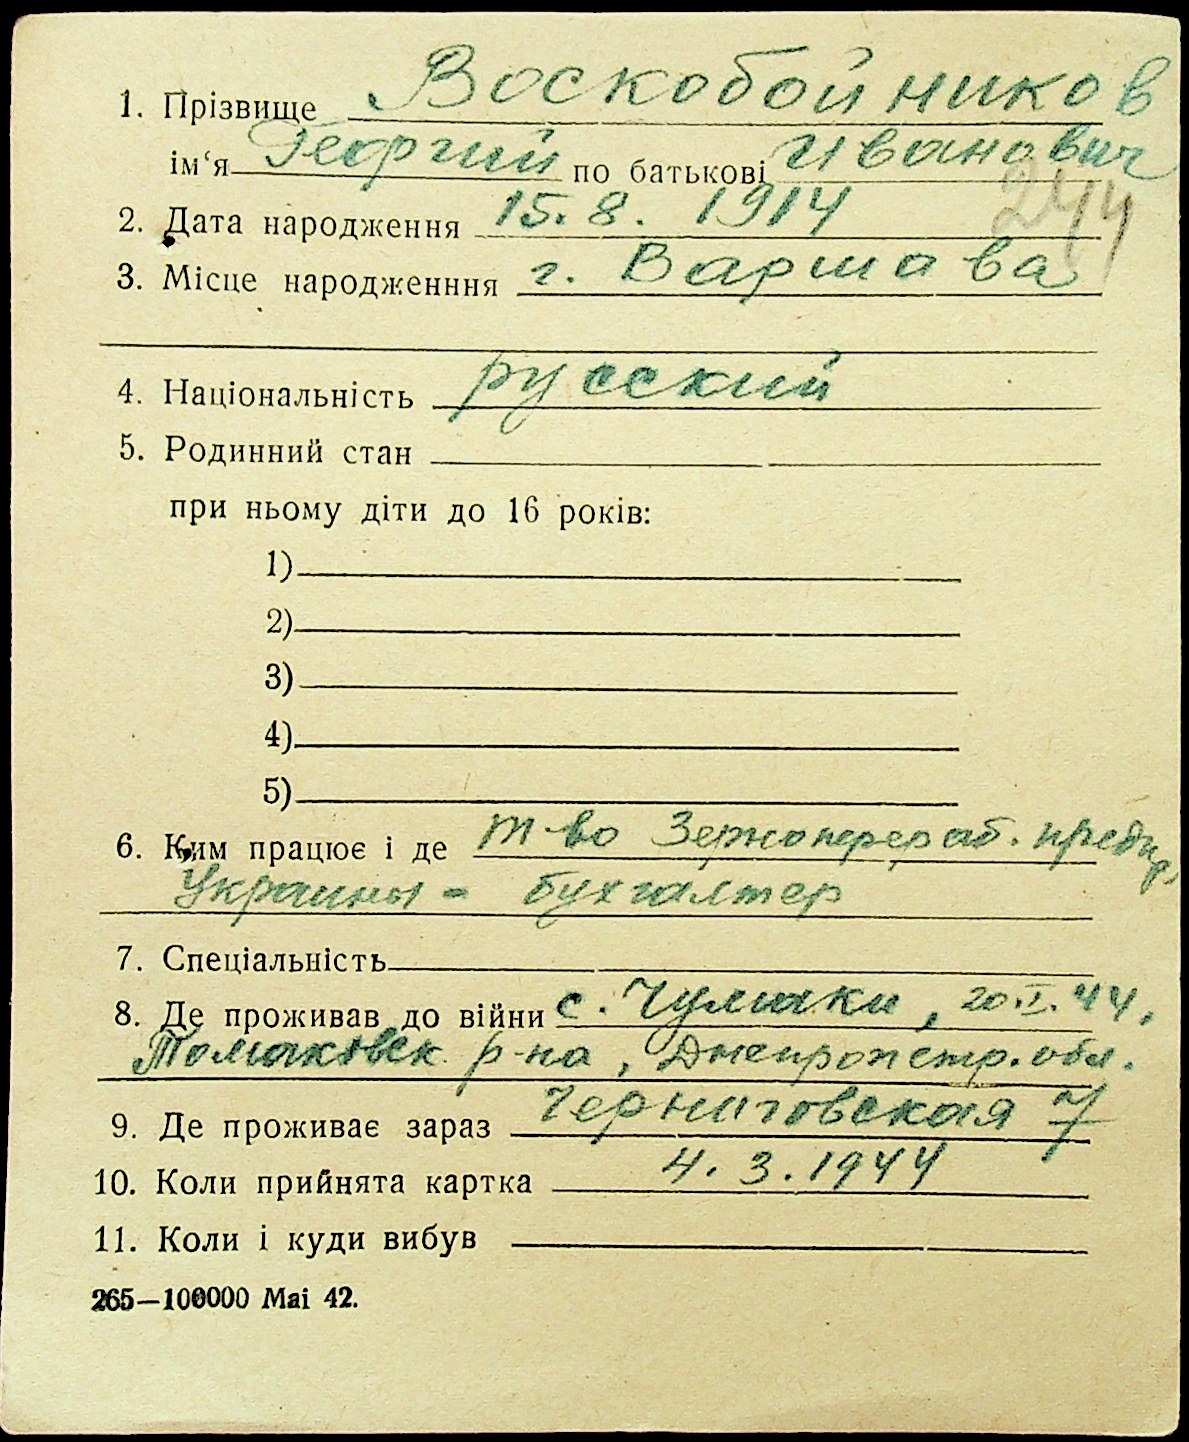 1. Прізвище Воскобойников
ім‘я Георгий по батькові Иванович
244
2. Дата народження 15. 8. 1914
3. Місце народженння г. Варшава
4. Національність русский
5. Родинний стан
при ньому діти до 16 років:
1)
2)
3)
4)
5)
6. Ким працює і де т-во Зерноперераб. предпр.
Украины = бухгалтер
7. Спеціальність
8. Де проживав до війни с. Чумаки, 20.I.44.
Томаковск р-на, Днепропетр. обл.
9. Де проживає зараз Черниговская 7
10. Коли прийнята картка 4. 3. 1944
11. Коли і куди вибув
265—100000 Mai 42.